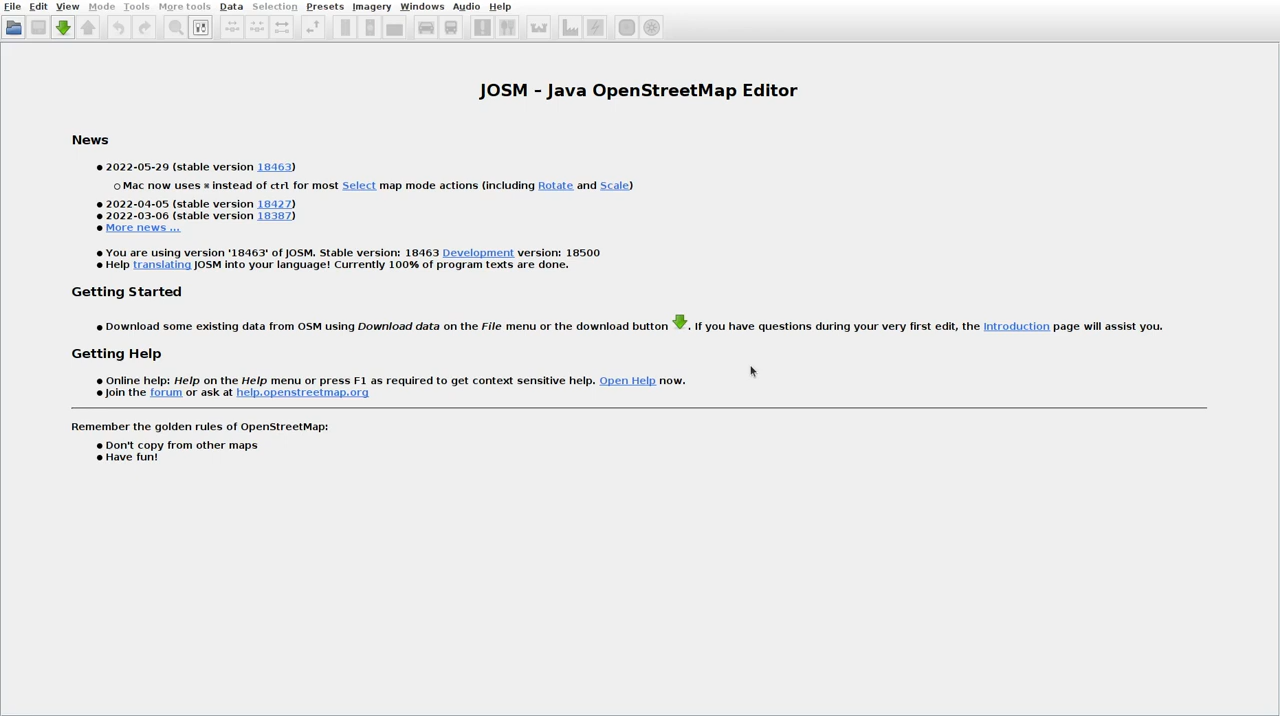 File Edit View Mode Tools More tools Data Selection Presets Imagery Windows Audio Help
JOSM – Java OpenStreetMap Editor
News
2022-05-29 (stable version 18463)
Mac now uses ⌘ instead of ctrl for most Select map mode actions (including Rotate and Scale)
2022-04-05 (stable version 18427)
2022-03-06 (stable version 18387)
More news ...
You are using version '18463' of JOSM. Stable version: 18463 Development version: 18500
Help translating JOSM into your language! Currently 100% of program texts are done.
Getting Started
Download some existing data from OSM using Download data on the File menu or the download button . If you have questions during your very first edit, the Introduction page will assist you.
Getting Help
Online help: Help on the Help menu or press F1 as required to get context sensitive help. Open Help now.
Join the forum or ask at help.openstreetmap.org
Remember the golden rules of OpenStreetMap:
Don't copy from other maps
Have fun!